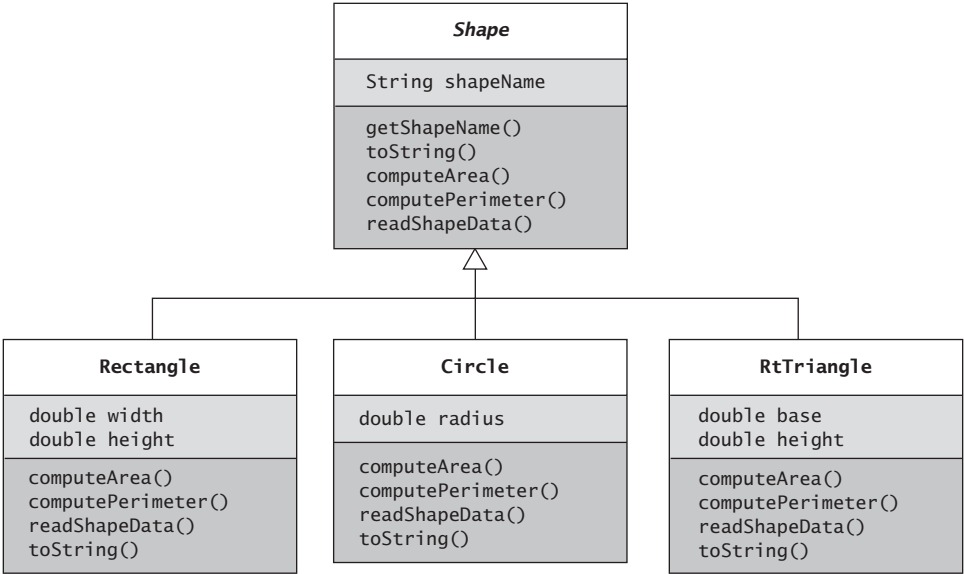 Shape
String shapeName
getShapeName()
toString()
computeArea()
computePerimeter()
readShapeData()
Rectangle
double width
double height
computeArea()
computePerimeter()
readShapeData()
toString()
Circle
double radius
computeArea()
computePerimeter()
readShapeData()
toString()
RtTriangle
double base
double height
computeArea()
computePerimeter()
readShapeData()
toString()